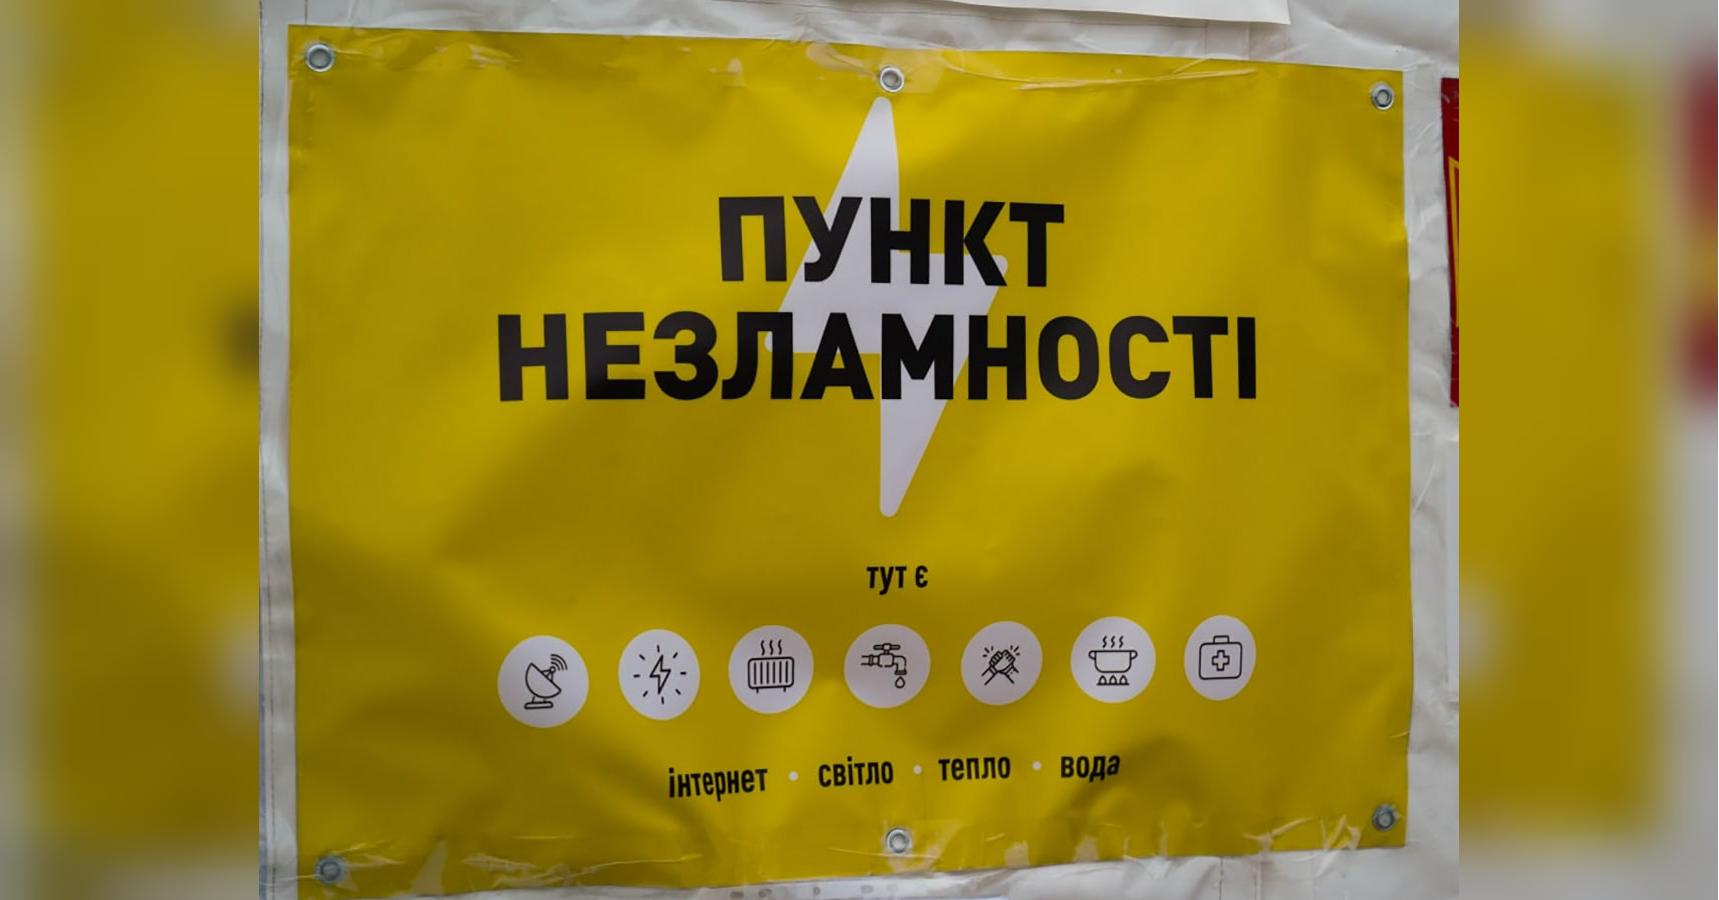 ПУНКТ
НЕЗЛАМНОСТІ
тут є
інтернет • світло • тепло • вода